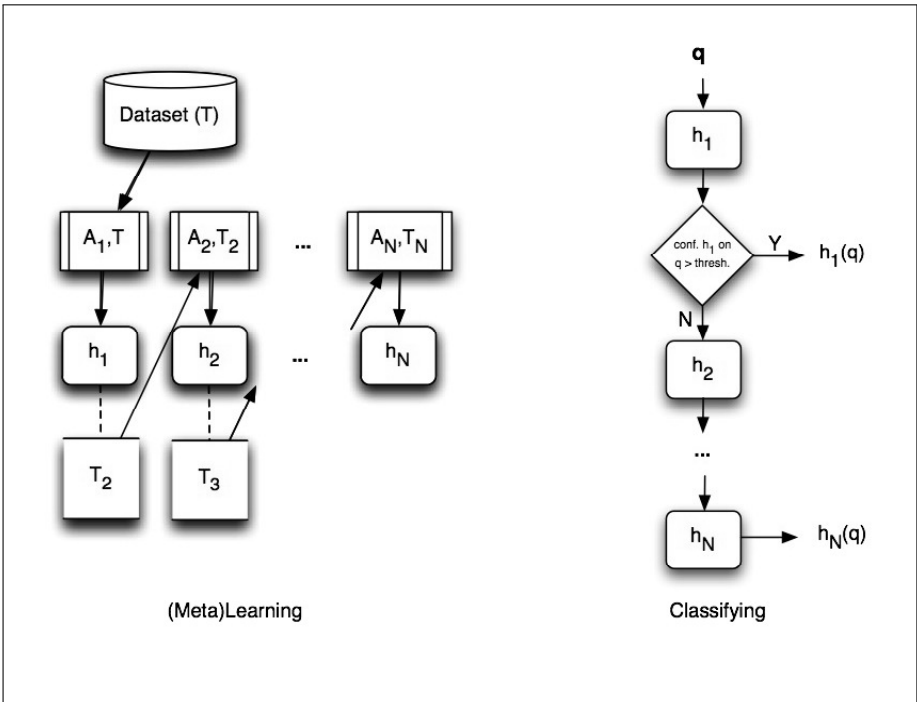 Dataset (T)
A1,T
A2,T2
...
AN,TN
h1
h2
...
hN
T2
T3
(Meta)Learning
q
h1
conf. h1 on
q > thresh.
Y
h1(q)
N
h2
...
hN
hN(q)
Classifying